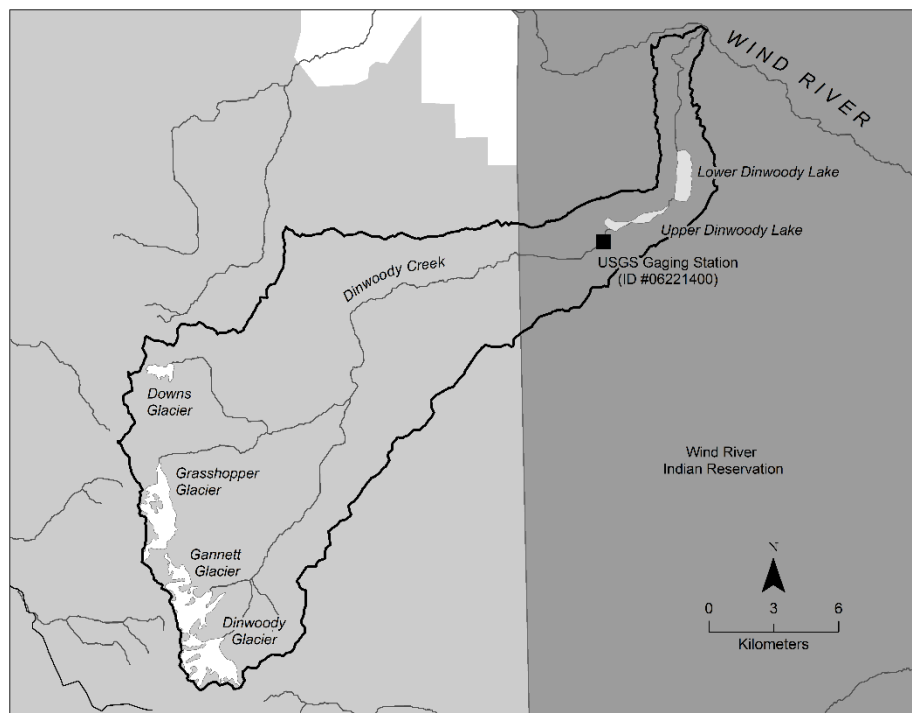 WIND RIVER
Lower Dinwoody Lake
Upper Dinwoody Lake
USGS Gaging Station
(ID #06221400)
Dinwoody Creek
Downs
Glacier
Grasshopper
Glacier
Wind River
Indian Reservation
Gannett
Glacier
Dinwoody
Glacier
N
0 3 6
Kilometers